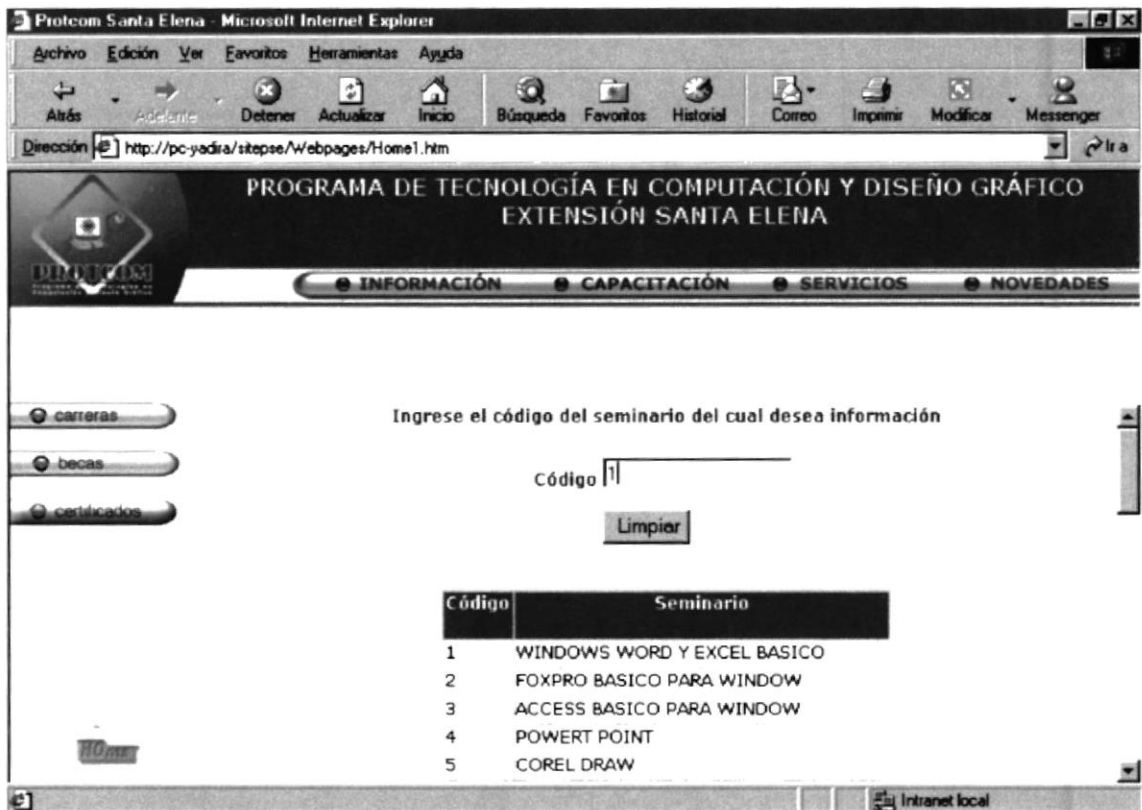 Protcom Santa Elena - Microsoft Internet Explorer
Archivo Edición Ver Favoritos Herramientas Ayuda
Atrás Adelante Detener Actualizar Inicio Búsqueda Favoritos Historial Correo Imprimir Modificar Messenger
Dirección http://pc-yadira/sitepse/Webpages/Home1.htm Ir a
PROGRAMA DE TECNOLOGÍA EN COMPUTACIÓN Y DISEÑO GRÁFICO
EXTENSIÓN SANTA ELENA
PROTCOM
INFORMACIÓN CAPACITACIÓN SERVICIOS NOVEDADES
carreras
becas
certificados
Ingrese el código del seminario del cual desea información
Código 1
Limpiar
Código Seminario
1 WINDOWS WORD Y EXCEL BASICO
2 FOXPRO BASICO PARA WINDOW
3 ACCESS BASICO PARA WINDOW
4 POWERT POINT
5 COREL DRAW
HOME
Intranet local